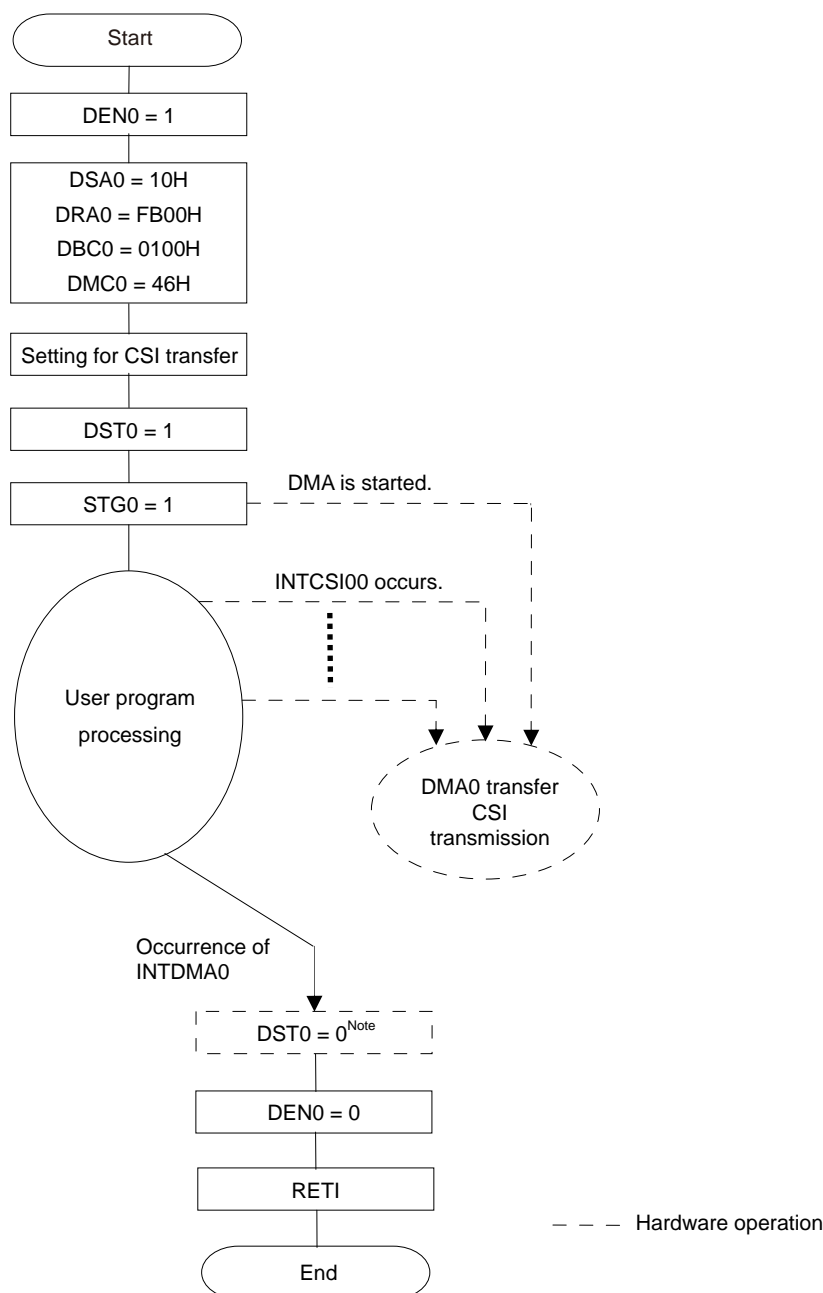 Start
DEN0 = 1
DSA0 = 10H
DRA0 = FB00H
DBC0 = 0100H
DMC0 = 46H
Setting for CSI transfer
DST0 = 1
STG0 = 1
DMA is started.
INTCSI00 occurs.
User program
processing
DMA0 transfer
CSI
transmission
Occurrence of
INTDMA0
DST0 = 0Note
DEN0 = 0
RETI
Hardware operation
End